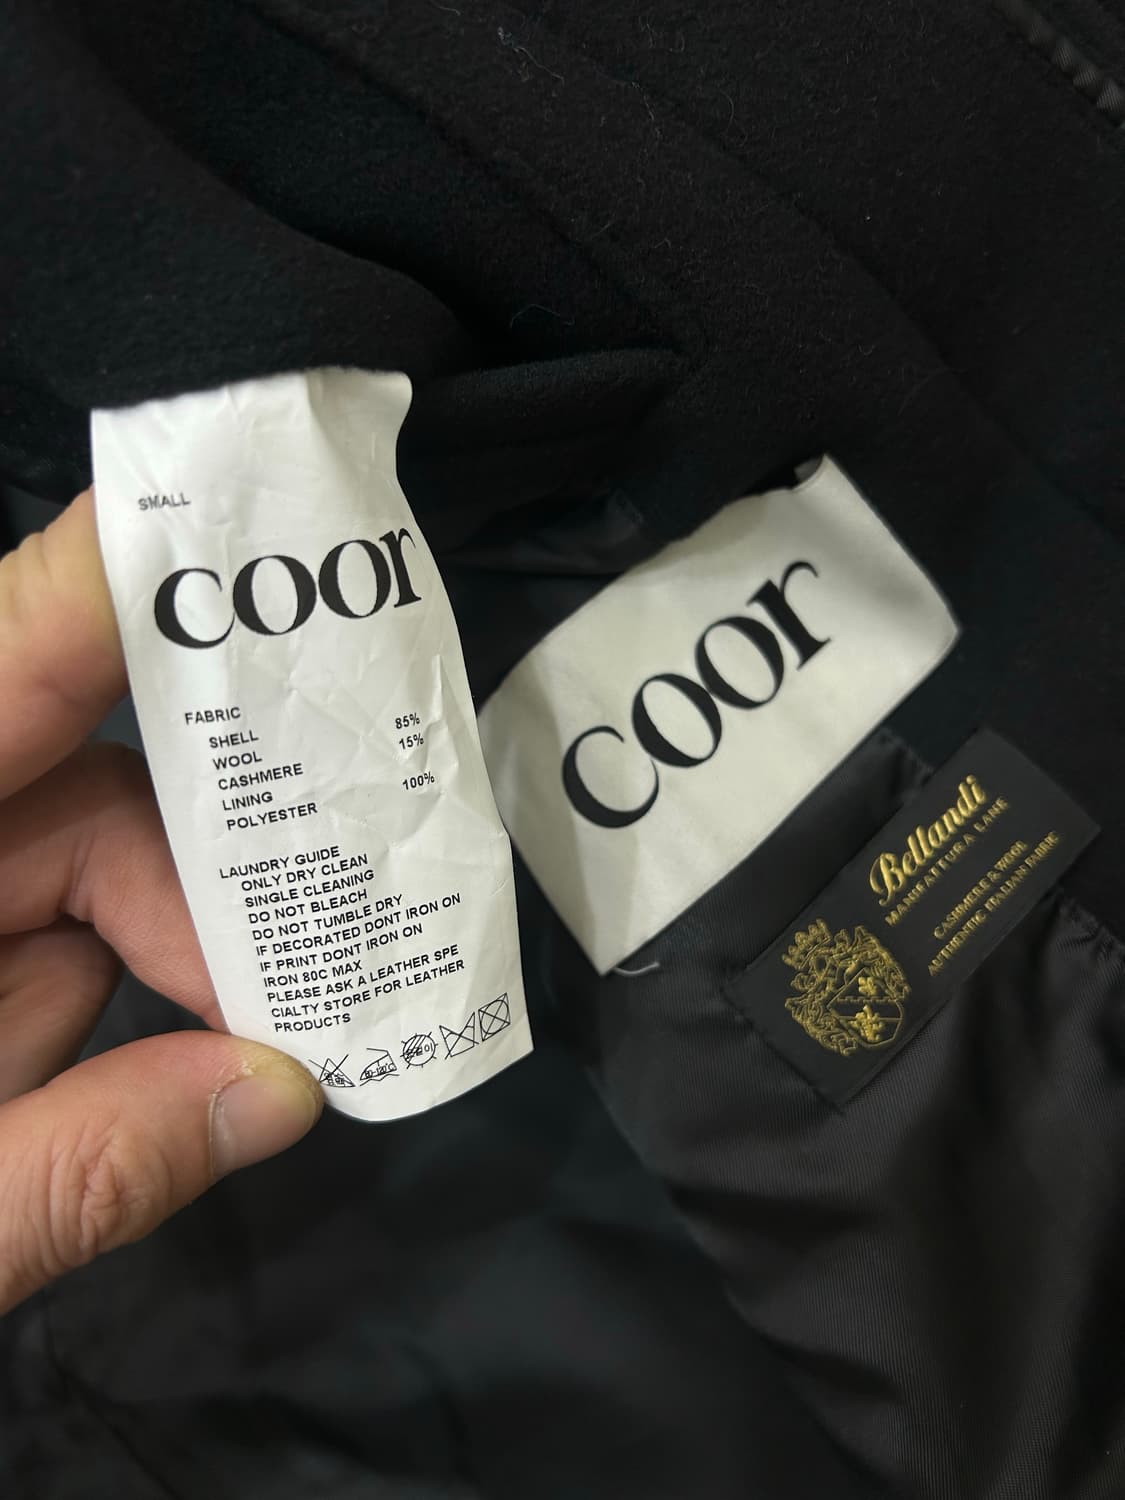 SMALL
coor
FABRIC
SHELL
WOOL 85%
CASHMERE 15%
LINING
POLYESTER 100%
LAUNDRY GUIDE
ONLY DRY CLEAN
SINGLE CLEANING
DO NOT BLEACH
DO NOT TUMBLE DRY
IF DECORATED DONT IRON ON
IF PRINT DONT IRON ON
IRON 80C MAX
PLEASE ASK A LEATHER SPE
CIALTY STORE FOR LEATHER
PRODUCTS
coor
Bellandi
MANIFATTURA LANE
CASHMERE & WOOL
AUTHENTIC ITALIAN FABRIC